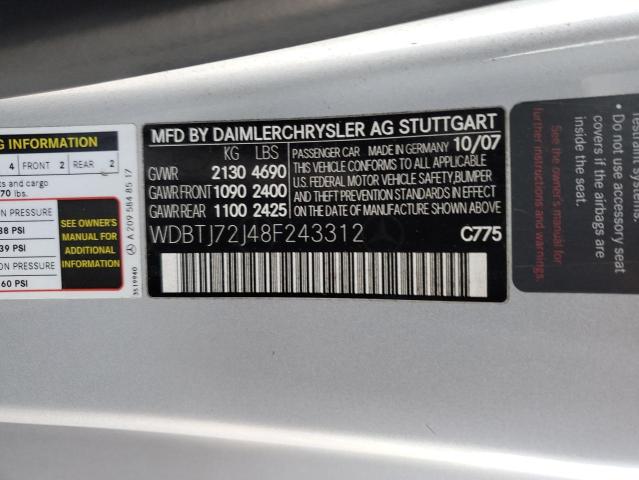 G INFORMATION
4 FRONT 2 REAR 2
ts and cargo
70 lbs.
ON PRESSURE
38 PSI
39 PSI
ON PRESSURE
60 PSI
SEE OWNER'S
MANUAL FOR
ADDITIONAL
INFORMATION
A 209 584 85 17
3519940
MFD BY DAIMLERCHRYSLER AG STUTTGART
KG LBS
GVWR 2130 4690
GAWR FRONT 1090 2400
GAWR REAR 1100 2425
PASSENGER CAR MADE IN GERMANY 10/07
THIS VEHICLE CONFORMS TO ALL APPLICABLE
U.S. FEDERAL MOTOR VEHICLE SAFETY, BUMPER
AND THEFT PREVENTION STANDARDS IN EFFECT
ON THE DATE OF MANUFACTURE SHOWN ABOVE.
WDBTJ72J48F243312
C775
• Do not use accessory seat
covers if the airbags are
inside the seat.
See the owner's manual for
further instructions.